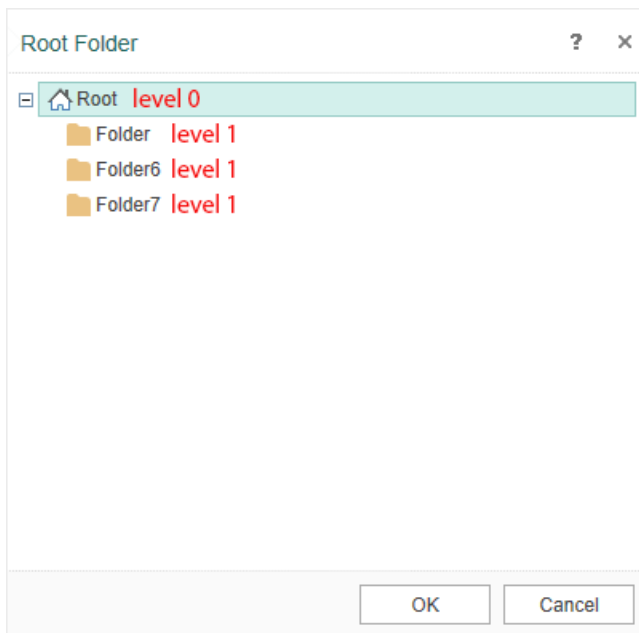 Root Folder ? ×
Root level 0
Folder level 1
Folder6 level 1
Folder7 level 1
OK Cancel